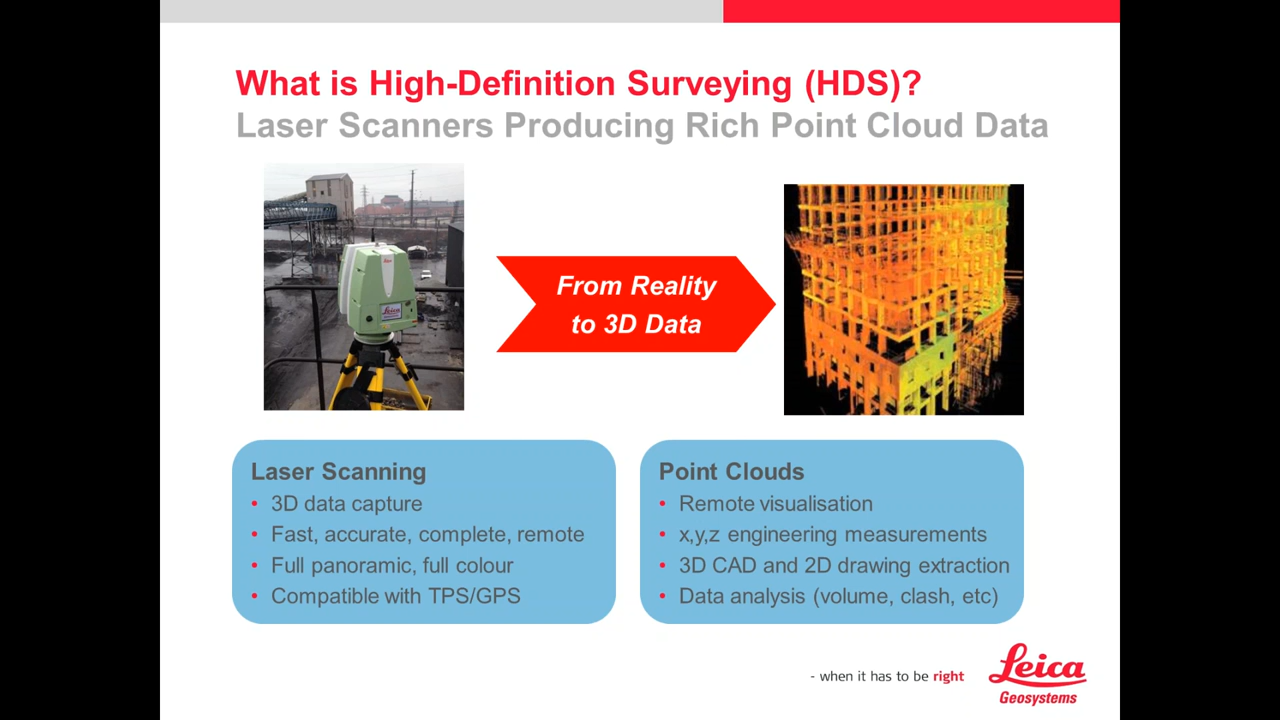 What is High-Definition Surveying (HDS)?
Laser Scanners Producing Rich Point Cloud Data
Leica
From Reality
to 3D Data
Laser Scanning
• 3D data capture
• Fast, accurate, complete, remote
• Full panoramic, full colour
• Compatible with TPS/GPS
Point Clouds
• Remote visualisation
• x,y,z engineering measurements
• 3D CAD and 2D drawing extraction
• Data analysis (volume, clash, etc)
- when it has to be right
Leica
Geosystems